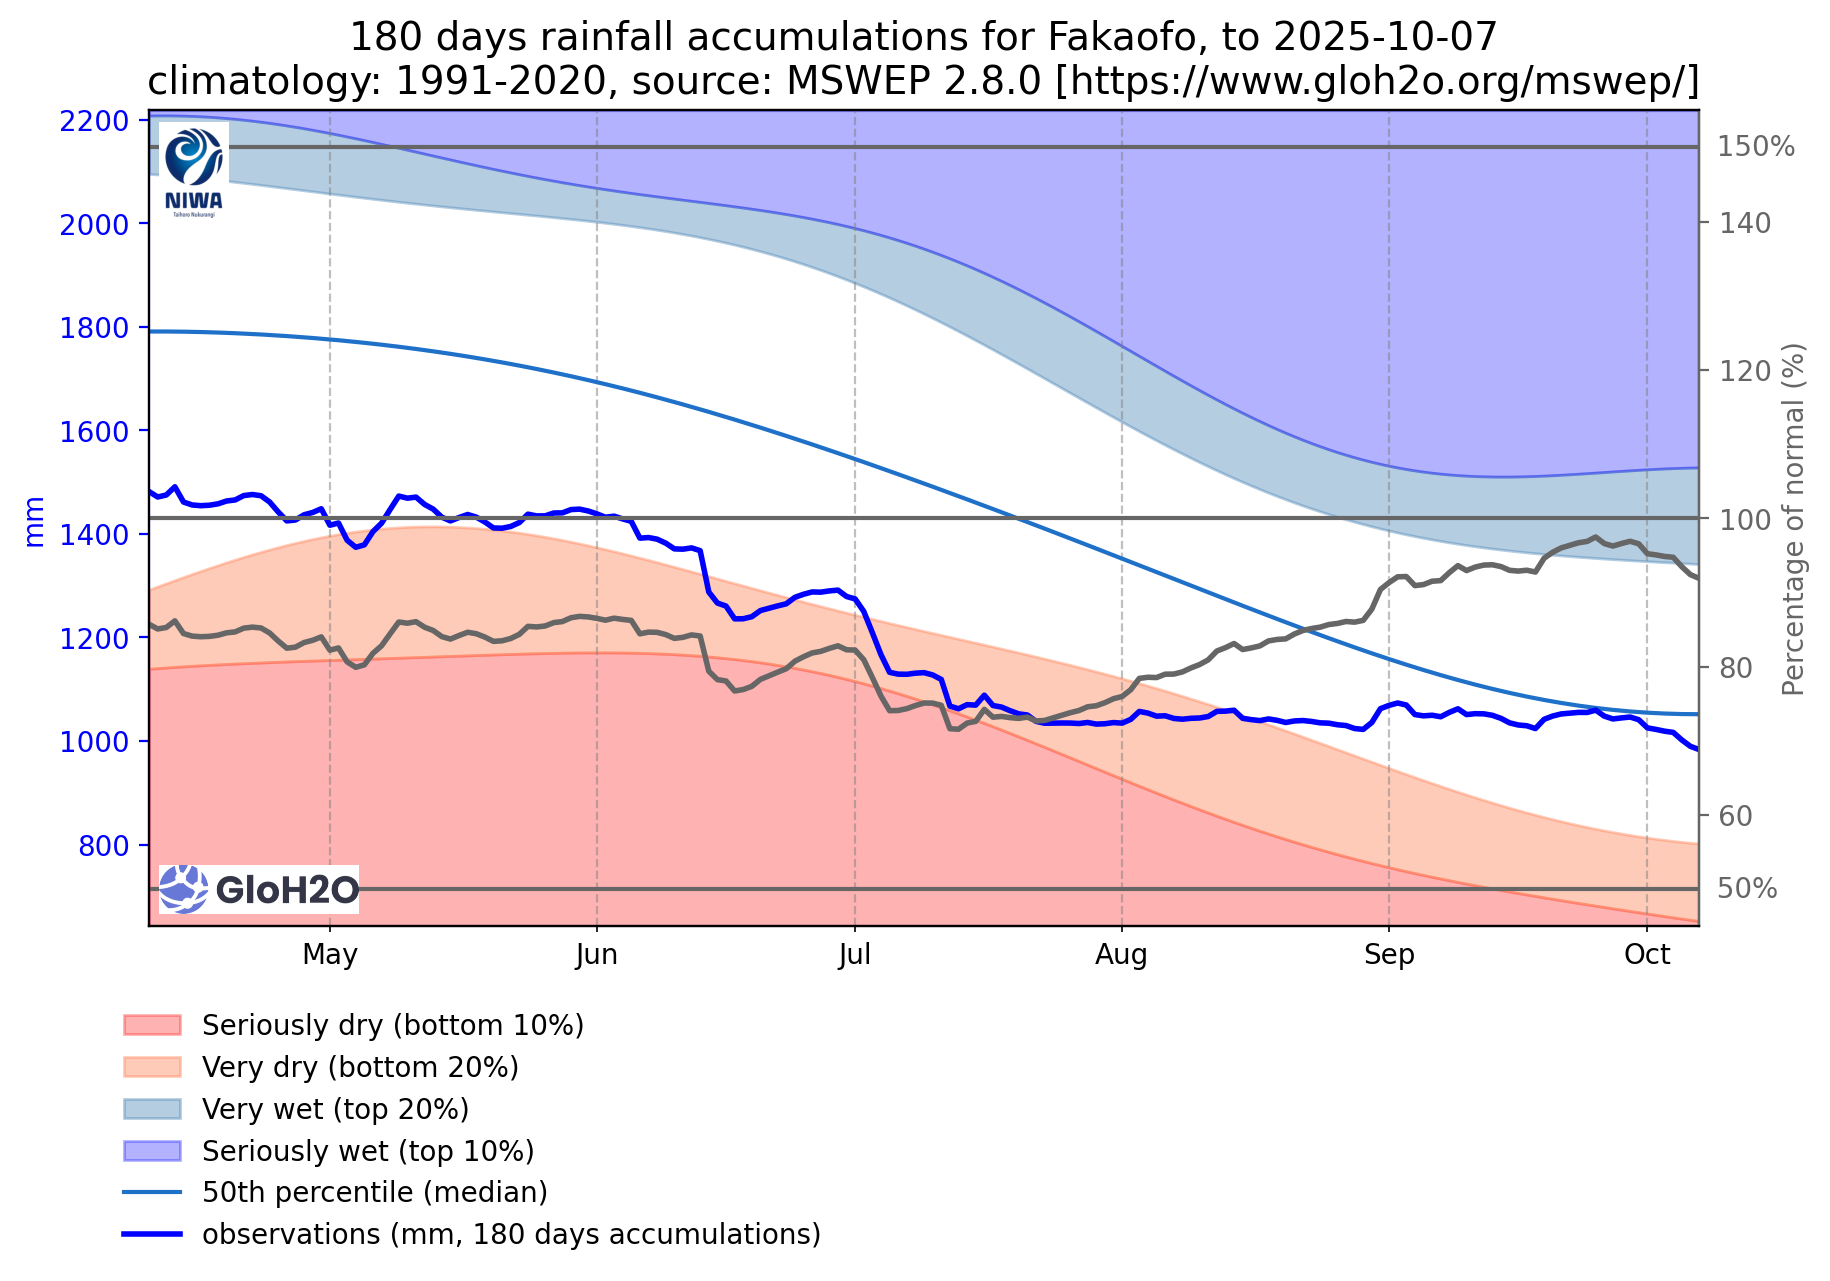 180 days rainfall accumulations for Fakaofo, to 2025-10-07
climatology: 1991-2020, source: MSWEP 2.8.0 [https://www.gloh2o.org/mswep/]
2200
2000
1800
1600
1400
1200
1000
800
mm
NIWA
Taihoro Nukurangi
GloH2O
150%
140
120
100
80
60
50%
Percentage of normal (%)
May
Jun
Jul
Aug
Sep
Oct
Seriously dry (bottom 10%)
Very dry (bottom 20%)
Very wet (top 20%)
Seriously wet (top 10%)
50th percentile (median)
observations (mm, 180 days accumulations)